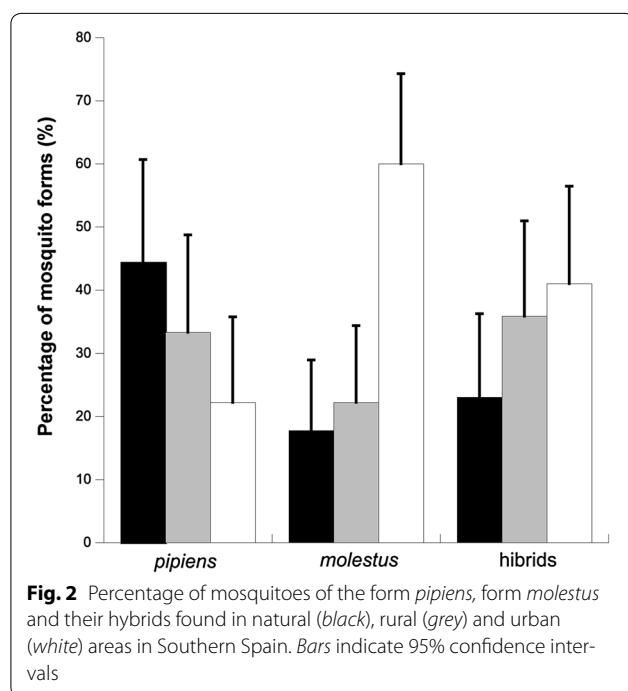 80
70
60
50
40
30
20
10
0
Percentage of mosquito forms (%)
pipiens molestus hibrids
Fig. 2 Percentage of mosquitoes of the form pipiens, form molestus
and their hybrids found in natural (black), rural (grey) and urban
(white) areas in Southern Spain. Bars indicate 95% confidence inter-
vals